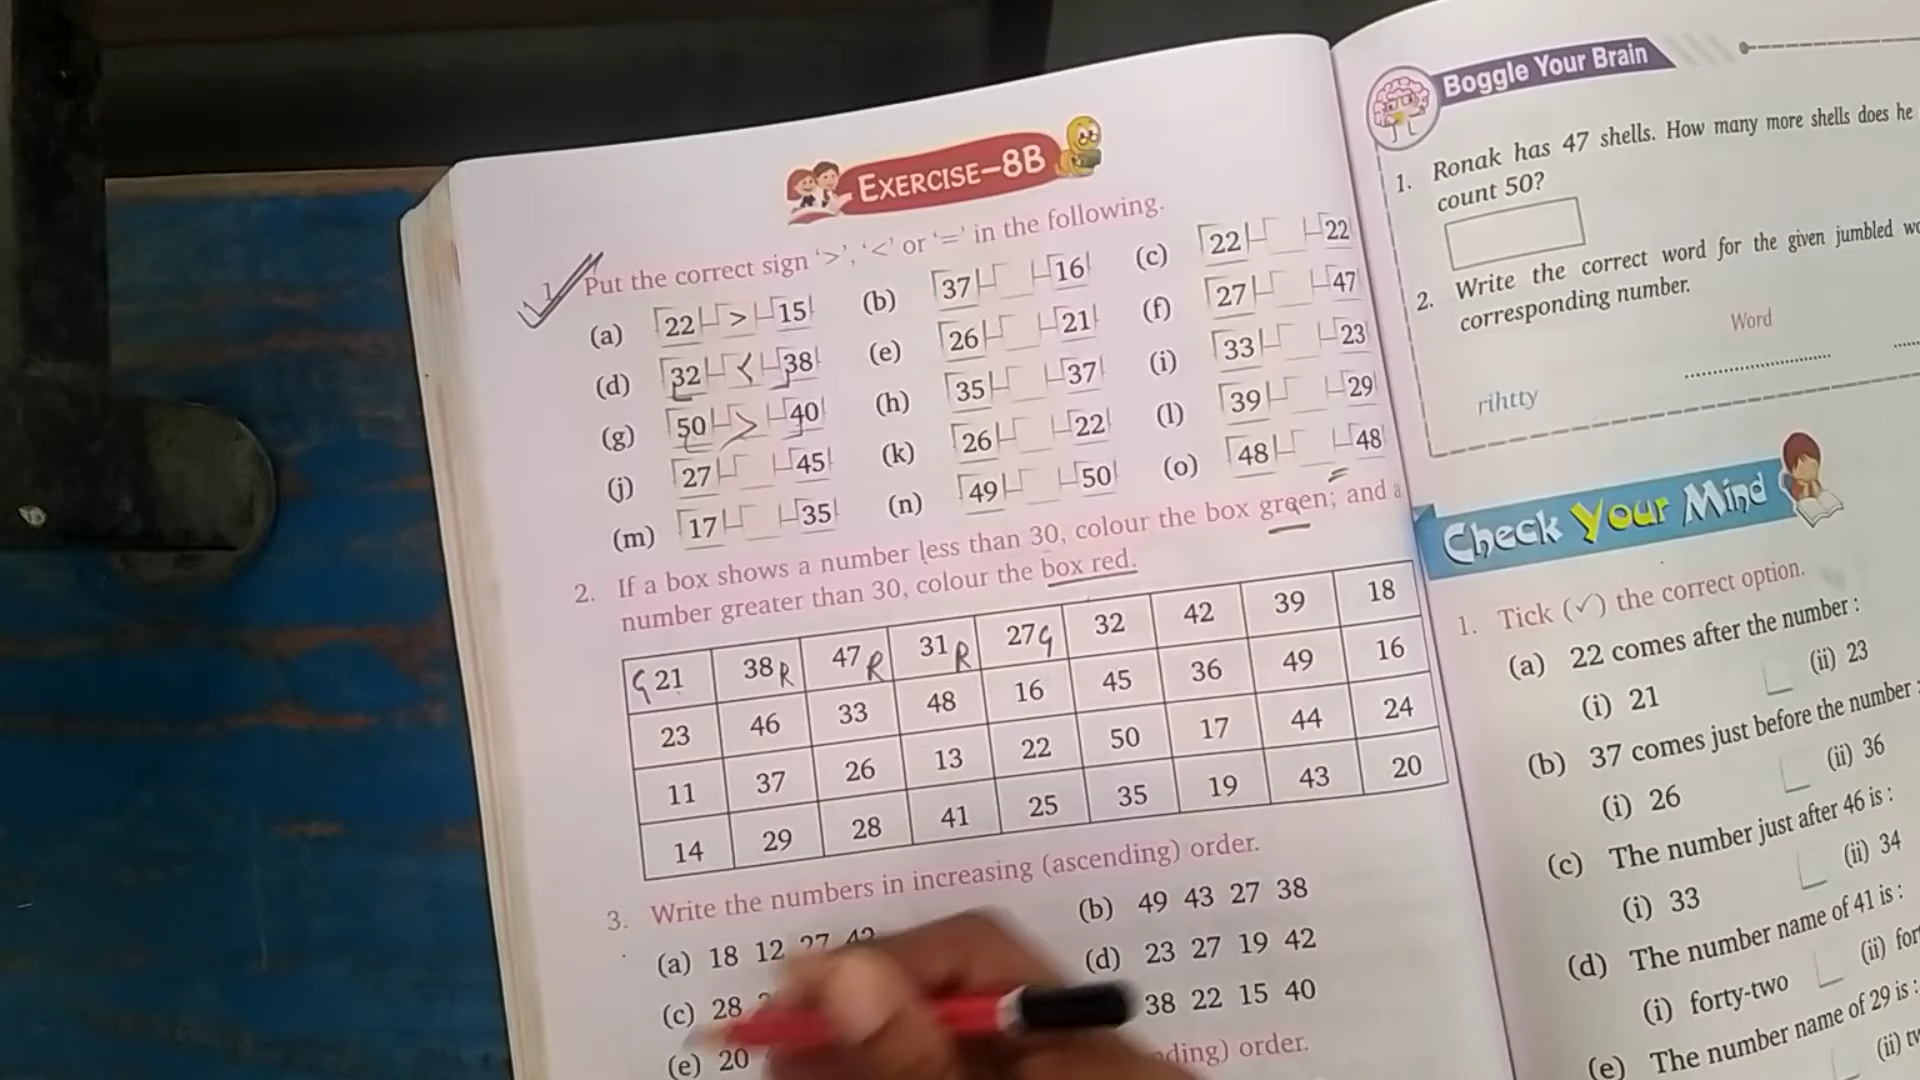 EXERCISE–8B
1. Put the correct sign '>', '<' or '=' in the following.
(a) 22 > 15 (b) 37 16 (c) 22 22
(d) 32 < 38 (e) 26 21 (f) 27 47
(g) 50 > 40 (h) 35 37 (i) 33 23
(j) 27 45 (k) 26 22 (l) 39 29
(m) 17 35 (n) 49 50 (o) 48 48
2. If a box shows a number less than 30, colour the box green; and a
number greater than 30, colour the box red.
G 21 38 R 47 R 31 R 27 G 32 42 39 18
23 46 33 48 16 45 36 49 16
11 37 26 13 22 50 17 44 24
14 29 28 41 25 35 19 43 20
3. Write the numbers in increasing (ascending) order.
(a) 18 12 27 42 (b) 49 43 27 38
(c) 28 (d) 23 27 19 42
(e) 20 38 22 15 40
order.
Boggle Your Brain
1. Ronak has 47 shells. How many more shells does he
count 50?
2. Write the correct word for the given jumbled
corresponding number.
Word
rihtty
Check Your Mind
1. Tick (✓) the correct option.
(a) 22 comes after the number :
(i) 21 (ii) 23
(b) 37 comes just before the number :
(i) 26 (ii) 36
(c) The number just after 46 is :
(i) 33 (ii) 34
(d) The number name of 41 is :
(i) forty-two (ii)
(e) The number name of 29 is :
(ii)